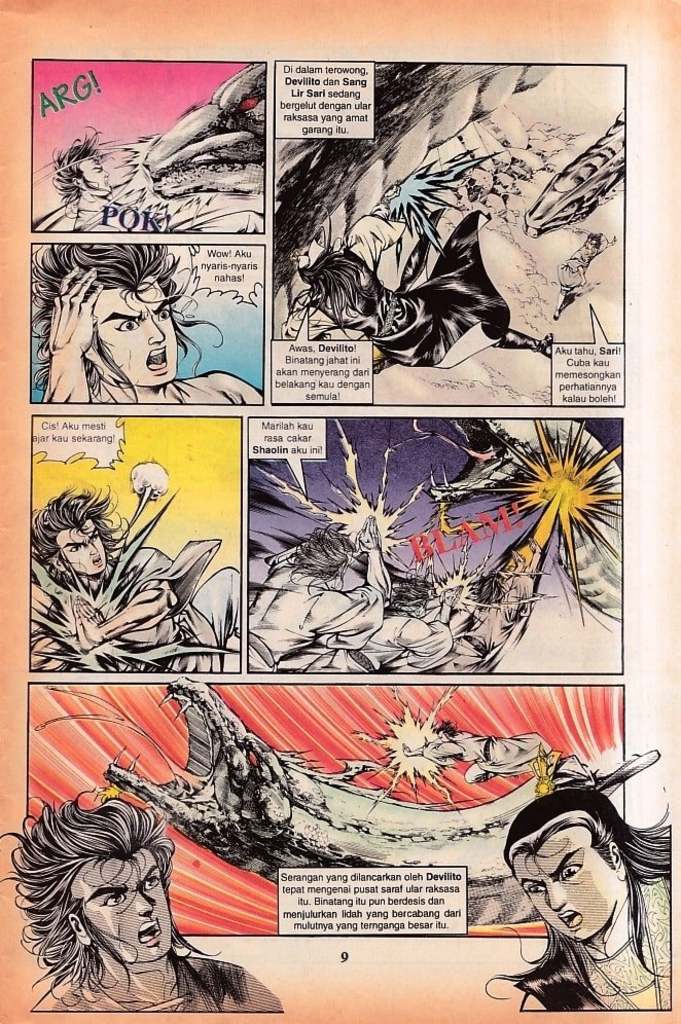 ARG!
POK!
Di dalam terowong,
Devilito dan Sang
Lir Sari sedang
bergelut dengan ular
raksasa yang amat
garang itu.
Wow! Aku
nyaris-nyaris
nahas!
Awas, Devilito!
Binatang jahat ini
akan menyerang dari
belakang kau dengan
semula!
Aku tahu, Sari!
Cuba kau
memesongkan
perhatiannya
kalau boleh!
Cis! Aku mesti
ajar kau sekarang!
Marilah kau
rasa cakar
Shaolin aku ini!
BLAM!
Serangan yang dilancarkan oleh Devilito
tepat mengenai pusat saraf ular raksasa
itu. Binatang itu pun berdesis dan
menjulurkan lidah yang bercabang dari
mulutnya yang ternganga besar itu.
9